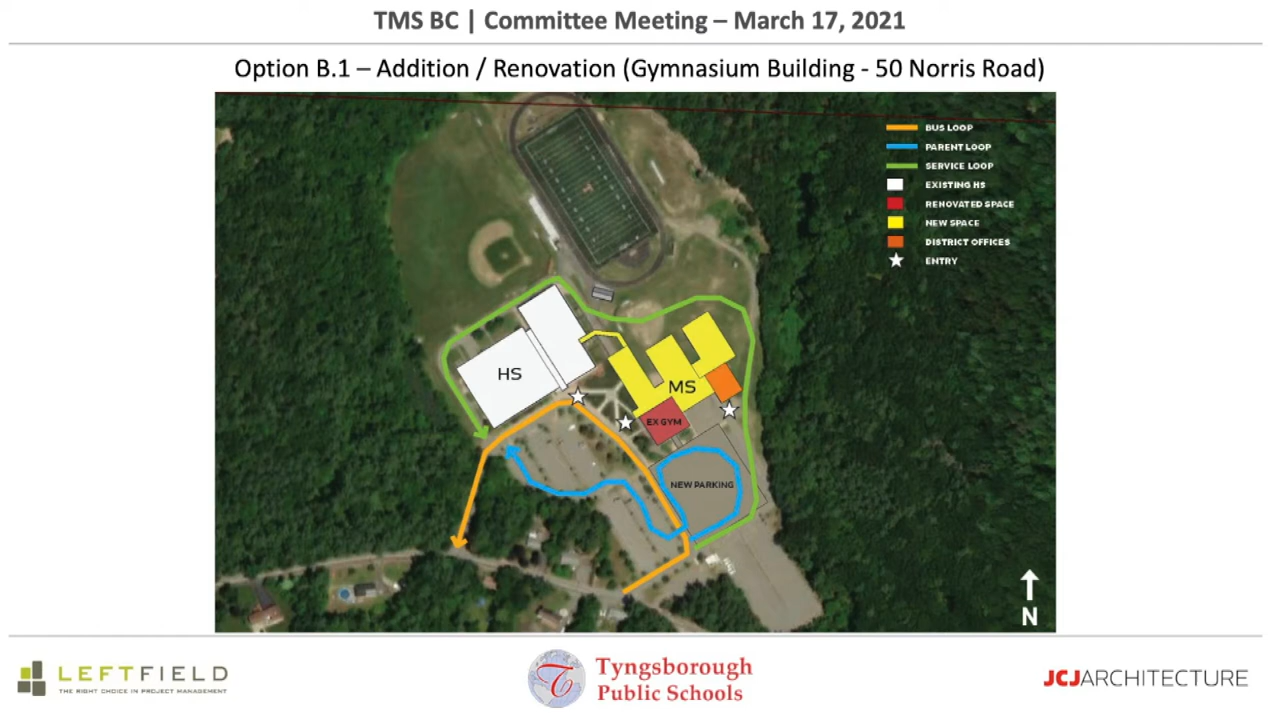 TMS BC | Committee Meeting – March 17, 2021
Option B.1 – Addition / Renovation (Gymnasium Building - 50 Norris Road)
BUS LOOP
PARENT LOOP
SERVICE LOOP
EXISTING HS
RENOVATED SPACE
NEW SPACE
DISTRICT OFFICES
ENTRY
HS
MS
EX GYM
NEW PARKING
N
LEFTFIELD
THE RIGHT CHOICE IN PROJECT MANAGEMENT
T
Tyngsborough
Public Schools
JCJARCHITECTURE